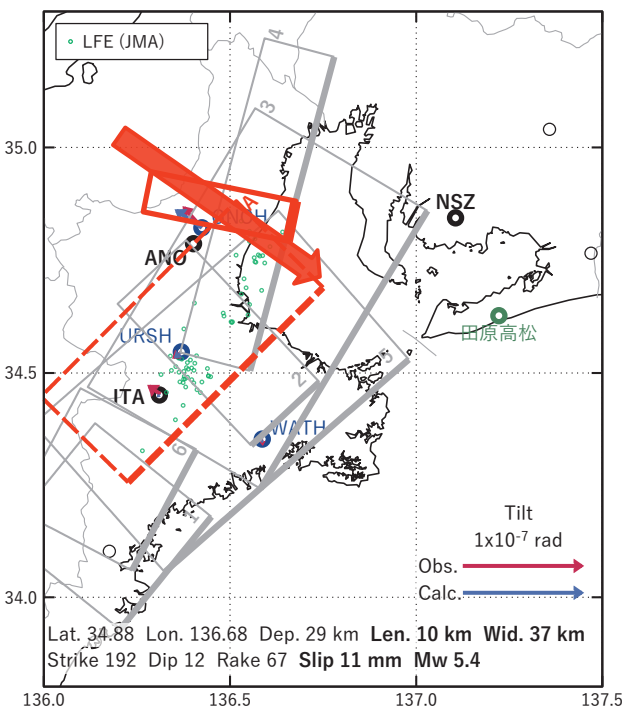 LFE (JMA)
4
3
35.0
NSZ
A
ANO
URSH
田原高松
34.5
5
2
ITA
WATH
6
1
Tilt
1x10⁻⁷ rad
Obs.
Calc.
34.0
Lat. 34.88 Lon. 136.68 Dep. 29 km Len. 10 km Wid. 37 km
Strike 192 Dip 12 Rake 67 Slip 11 mm Mw 5.4
136.0 136.5 137.0 137.5